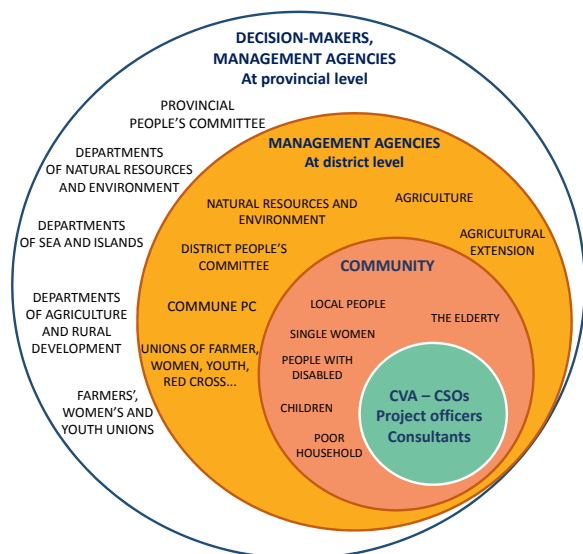 DECISION-MAKERS,
MANAGEMENT AGENCIES
At provincial level
PROVINCIAL
PEOPLE'S COMMITTEE
DEPARTMENTS
OF NATURAL RESOURCES
AND ENVIRONMENT
DEPARTMENTS
OF SEA AND ISLANDS
DEPARTMENTS
OF AGRICULTURE
AND RURAL
DEVELOPMENT
FARMERS',
WOMEN'S AND
YOUTH UNIONS
MANAGEMENT AGENCIES
At district level
NATURAL RESOURCES AND
ENVIRONMENT
AGRICULTURE
AGRICULTURAL
EXTENSION
DISTRICT PEOPLE'S
COMMITTEE
COMMUNE PC
UNIONS OF FARMER,
WOMEN, YOUTH,
RED CROSS...
COMMUNITY
LOCAL PEOPLE
THE ELDERTY
SINGLE WOMEN
PEOPLE WITH
DISABLED
CHILDREN
POOR
HOUSEHOLD
CVA – CSOs
Project officers
Consultants